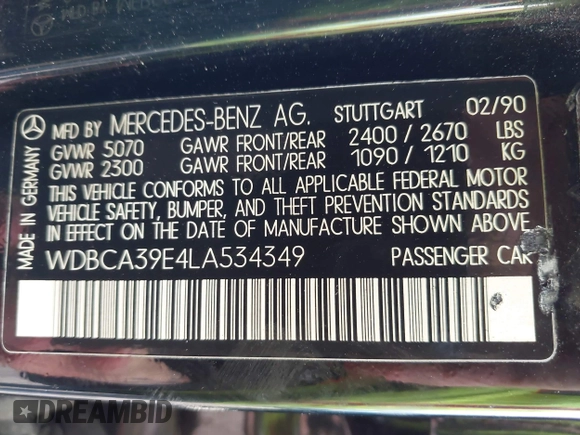 MFD BY MERCEDES-BENZ AG. STUTTGART 02/90
GVWR 5070 GAWR FRONT/REAR 2400 / 2670 LBS
GVWR 2300 GAWR FRONT/REAR 1090 / 1210 KG
THIS VEHICLE CONFORMS TO ALL APPLICABLE FEDERAL MOTOR
VEHICLE SAFETY, BUMPER, AND THEFT PREVENTION STANDARDS
IN EFFECT ON THE DATE OF MANUFACTURE SHOWN ABOVE.
WDBCA39E4LA534349 PASSENGER CAR
MADE IN GERMANY
DREAMBID